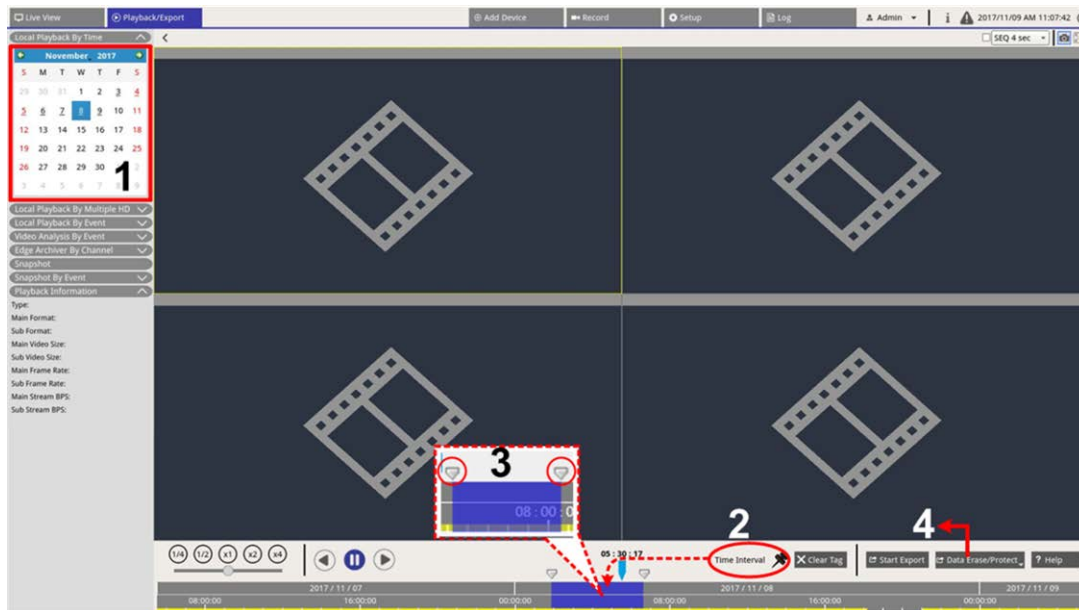 Live View Playback/Export Add Device Record Setup Log Admin i 2017/11/09 AM 11:07:42
Local Playback By Time < SEQ 4 sec
November, 2017
S M T W T F S
29 30 31 1 2 3 4
5 6 7 8 9 10 11
12 13 14 15 16 17 18
19 20 21 22 23 24 25
26 27 28 29 30 2
3 4 5 6 7 8 9
1
Local Playback By Multiple HD
Local Playback By Event
Video Analysis By Event
Edge Archiver By Channel
Snapshot
Snapshot By Event
Playback Information
Type:
Main Format:
Sub Format:
Main Video Size:
Sub Video Size:
Main Frame Rate:
Sub Frame Rate:
Main Stream BPS:
Sub Stream BPS:
3
08 : 00 : 0
2 4
1/4 1/2 x1 x2 x4 05 : 30 : 17 Time Interval Clear Tag Start Export Data Erase/Protect ? Help
2017 / 11 / 07 2017 / 11 / 08 2017 / 11 / 09
08:00:00 16:00:00 00:00:00 08:00:00 16:00:00 00:00:00